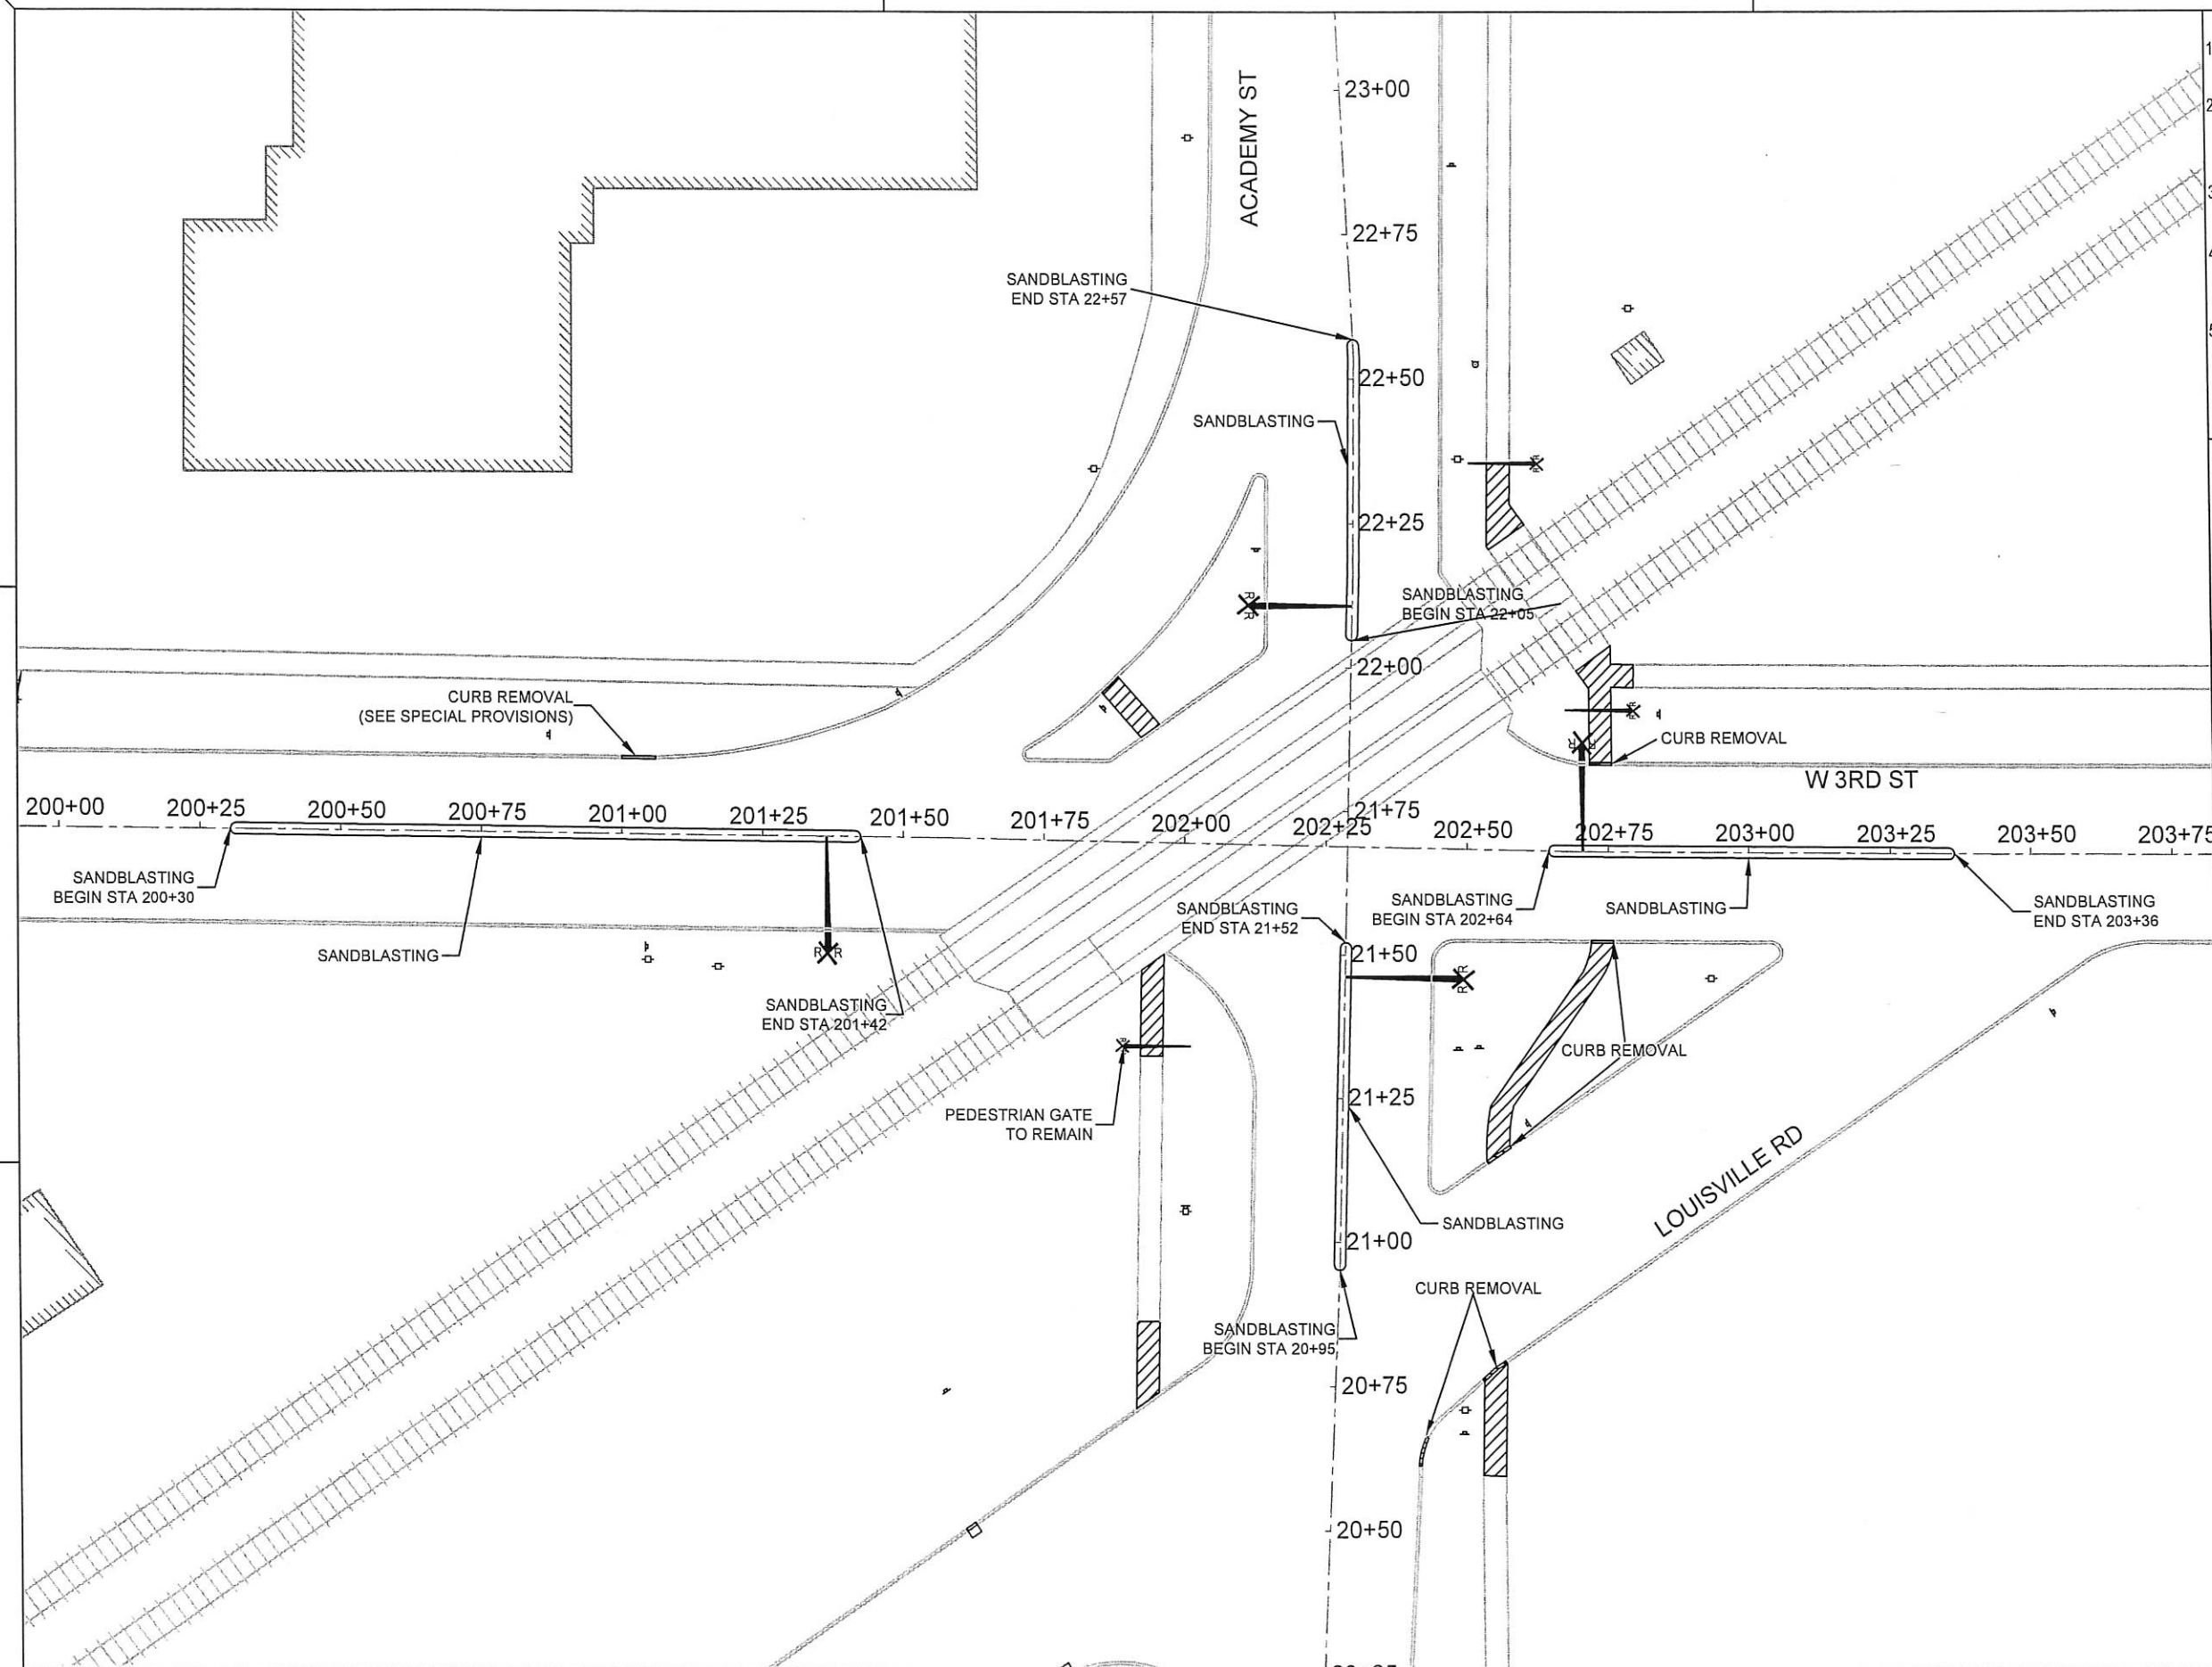 ACADEMY ST
23+00
22+75
SANDBLASTING
END STA 22+57
22+50
SANDBLASTING
22+25
SANDBLASTING
BEGIN STA 22+05
22+00
CURB REMOVAL
(SEE SPECIAL PROVISIONS)
CURB REMOVAL
W 3RD ST
200+00 200+25 200+50 200+75 201+00 201+25 201+50 201+75 202+00 202+25 202+50 202+75 203+00 203+25 203+50 203+75
21+75
SANDBLASTING
BEGIN STA 200+30
SANDBLASTING
SANDBLASTING
END STA 201+42
SANDBLASTING
END STA 21+52
SANDBLASTING
BEGIN STA 202+64
SANDBLASTING
SANDBLASTING
END STA 203+36
21+50
R R
R R
R R
CURB REMOVAL
PEDESTRIAN GATE
TO REMAIN
21+25
LOUISVILLE RD
SANDBLASTING
21+00
CURB REMOVAL
SANDBLASTING
BEGIN STA 20+95
20+75
20+50